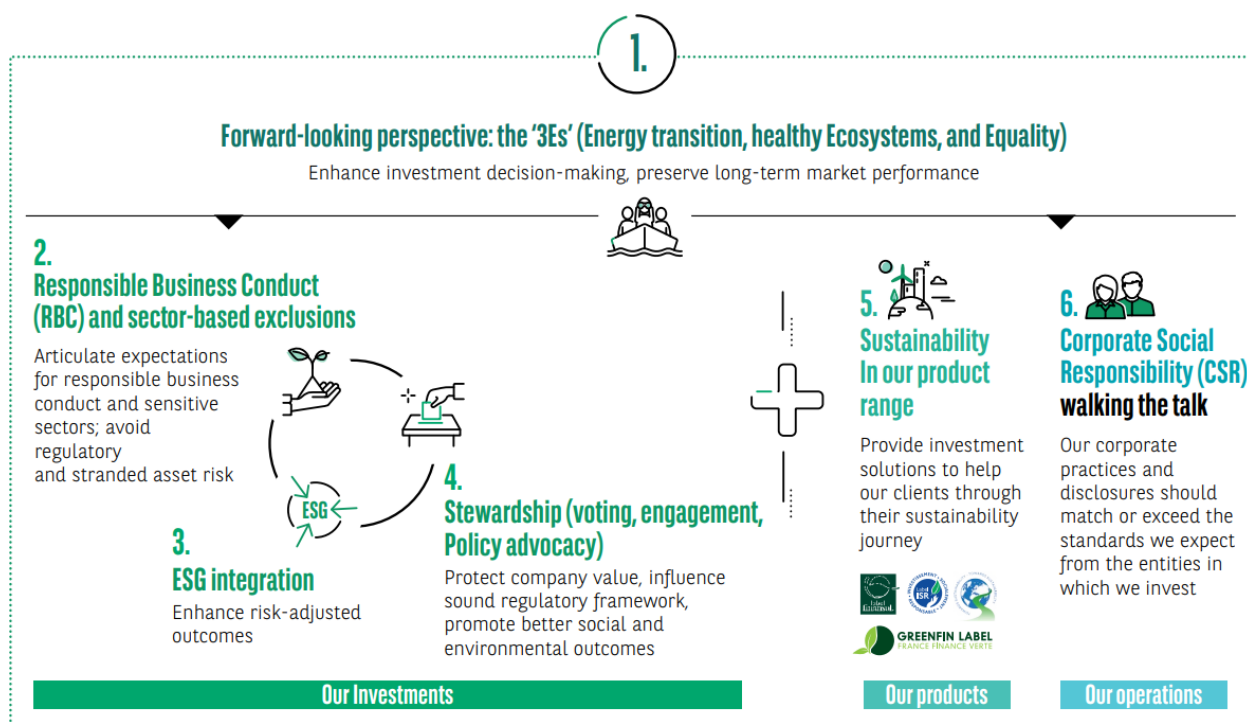 1.
Forward-looking perspective: the ‘3Es’ (Energy transition, healthy Ecosystems, and Equality)
Enhance investment decision-making, preserve long-term market performance
2.
Responsible Business Conduct
(RBC) and sector-based exclusions
Articulate expectations
for responsible business
conduct and sensitive
sectors; avoid
regulatory
and stranded asset risk
ESG
3.
ESG integration
Enhance risk-adjusted
outcomes
4.
Stewardship (voting, engagement,
Policy advocacy)
Protect company value, influence
sound regulatory framework,
promote better social and
environmental outcomes
5.
Sustainability
In our product
range
Provide investment
solutions to help
our clients through
their sustainability
journey
Label
ISR
GREENFIN LABEL
FRANCE FINANCE VERTE
6.
Corporate Social
Responsibility (CSR)
walking the talk
Our corporate
practices and
disclosures should
match or exceed the
standards we expect
from the entities in
which we invest
Our Investments
Our products
Our operations